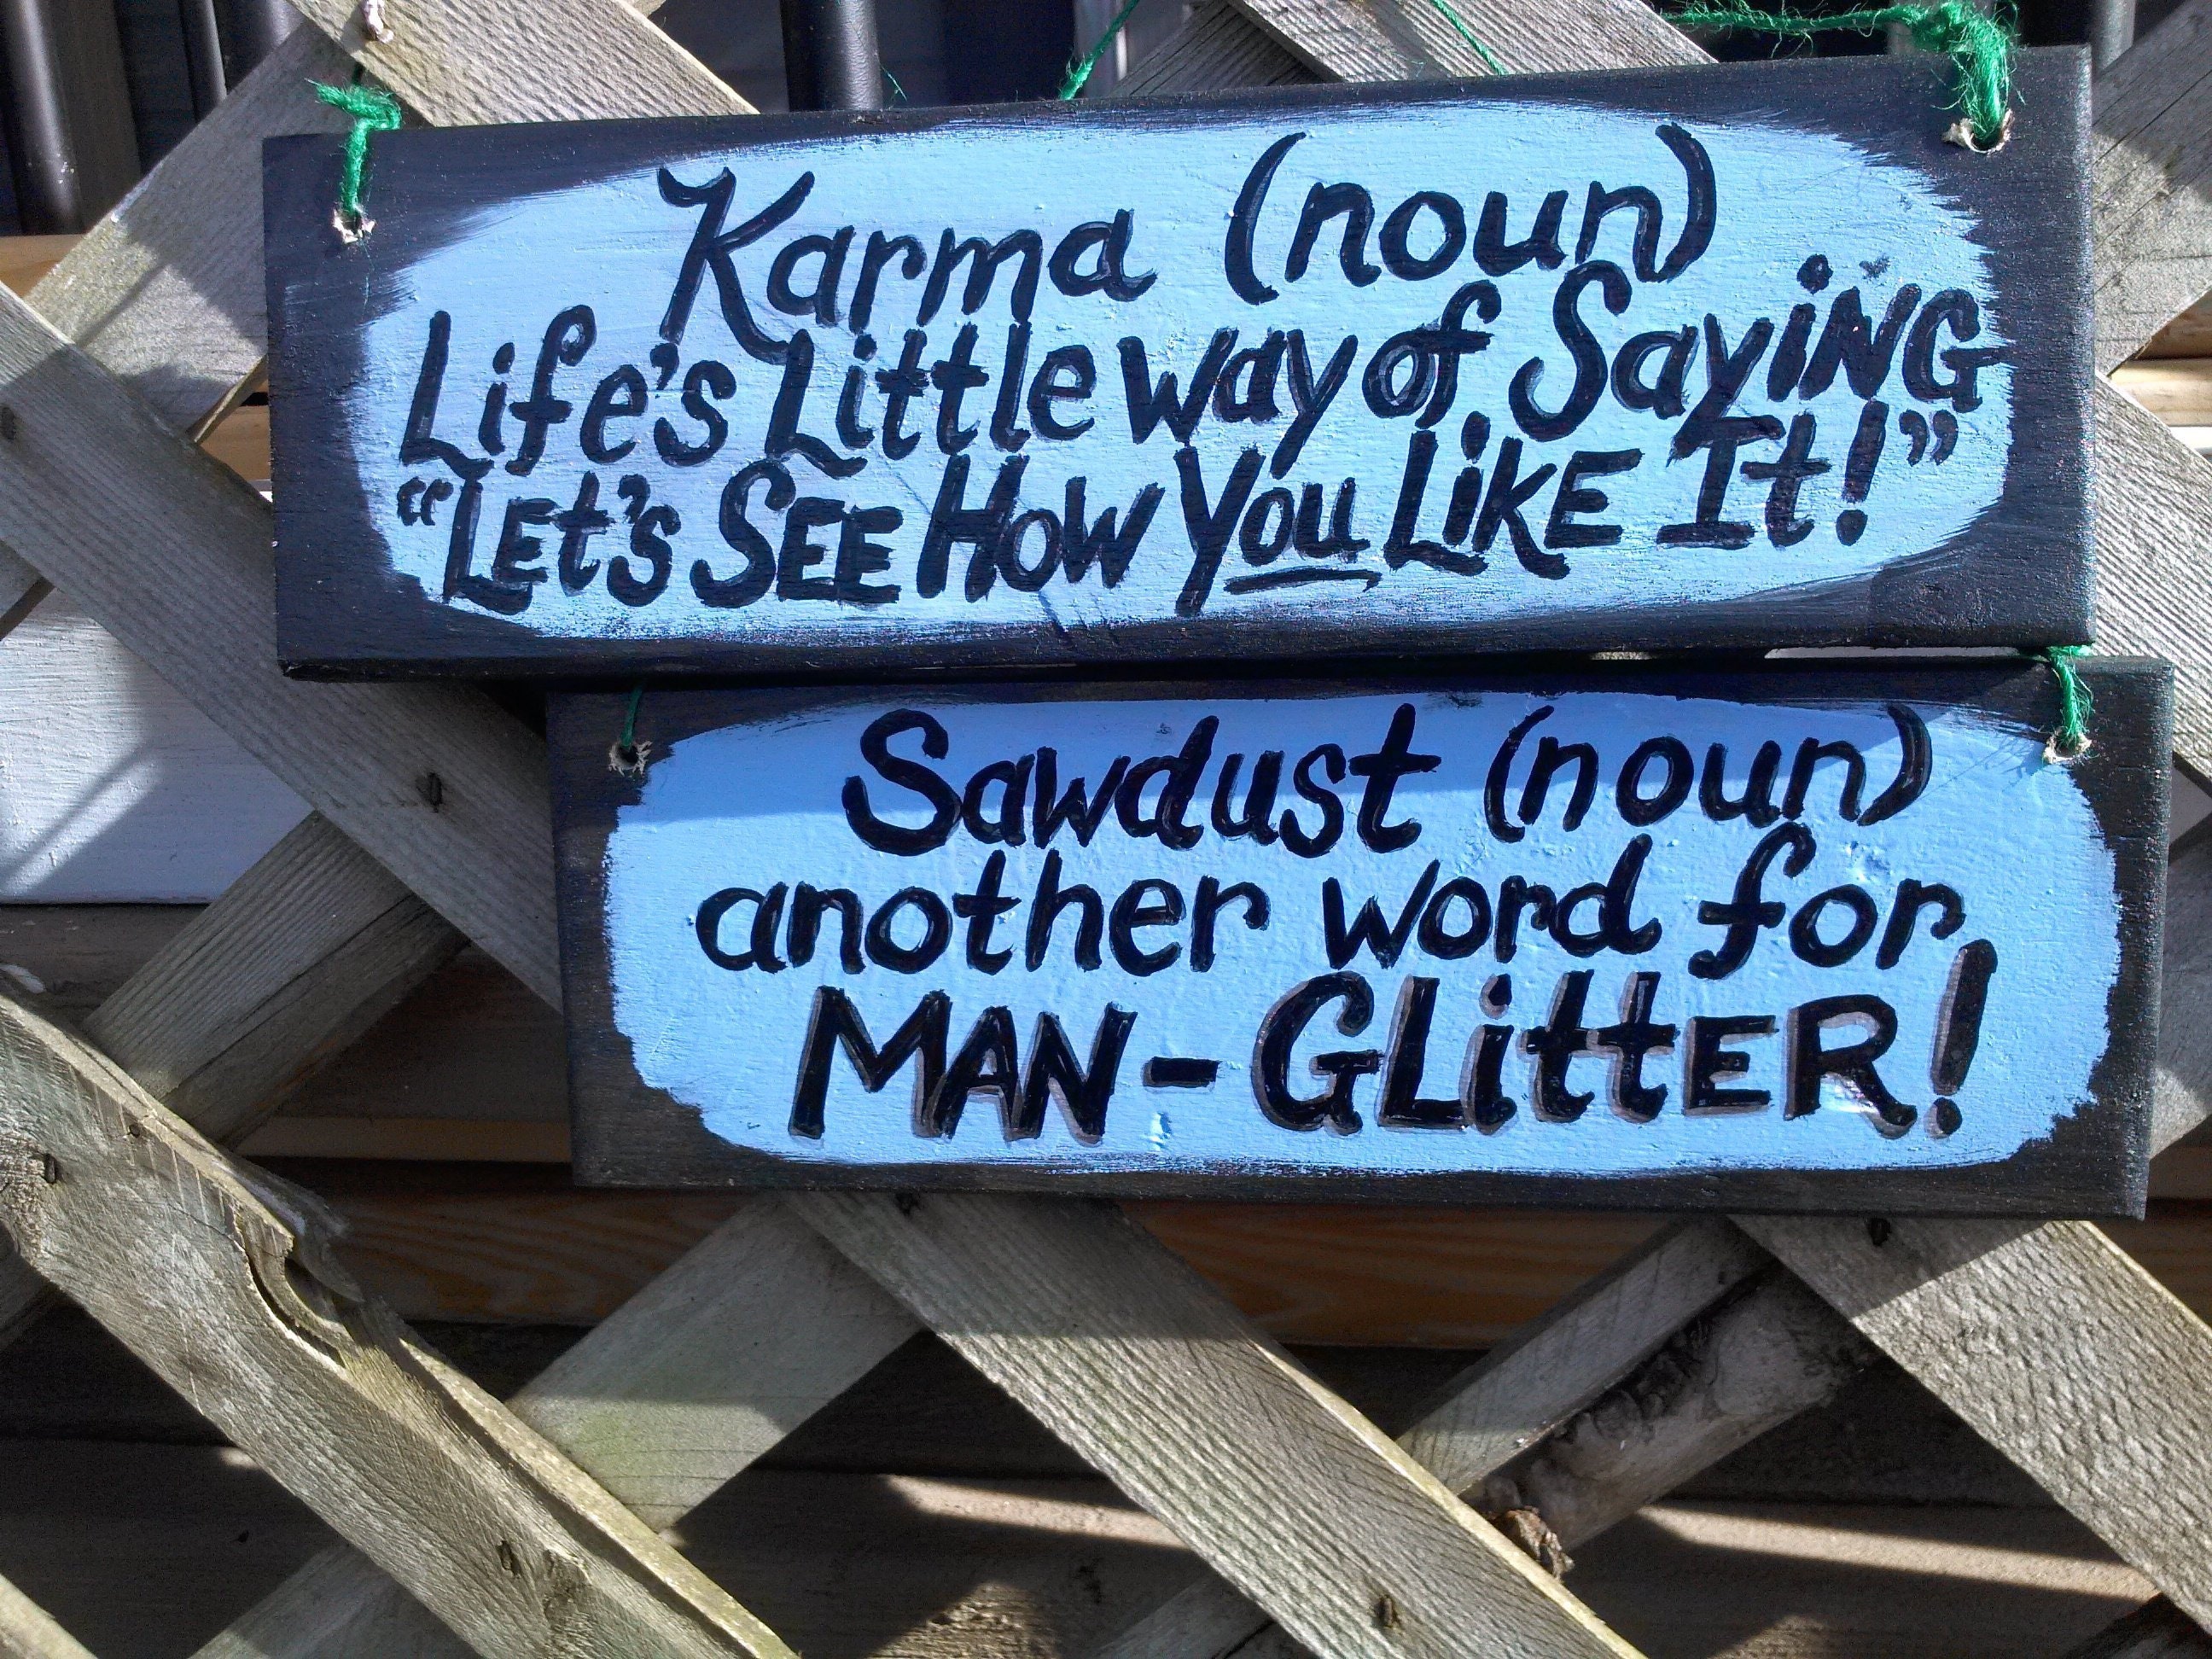 Karma (noun)
Life's Little way of SayiNG
"LEt's SEE How You LiKE It!"
Sawdust (noun)
another word for
MAN-GLittER!